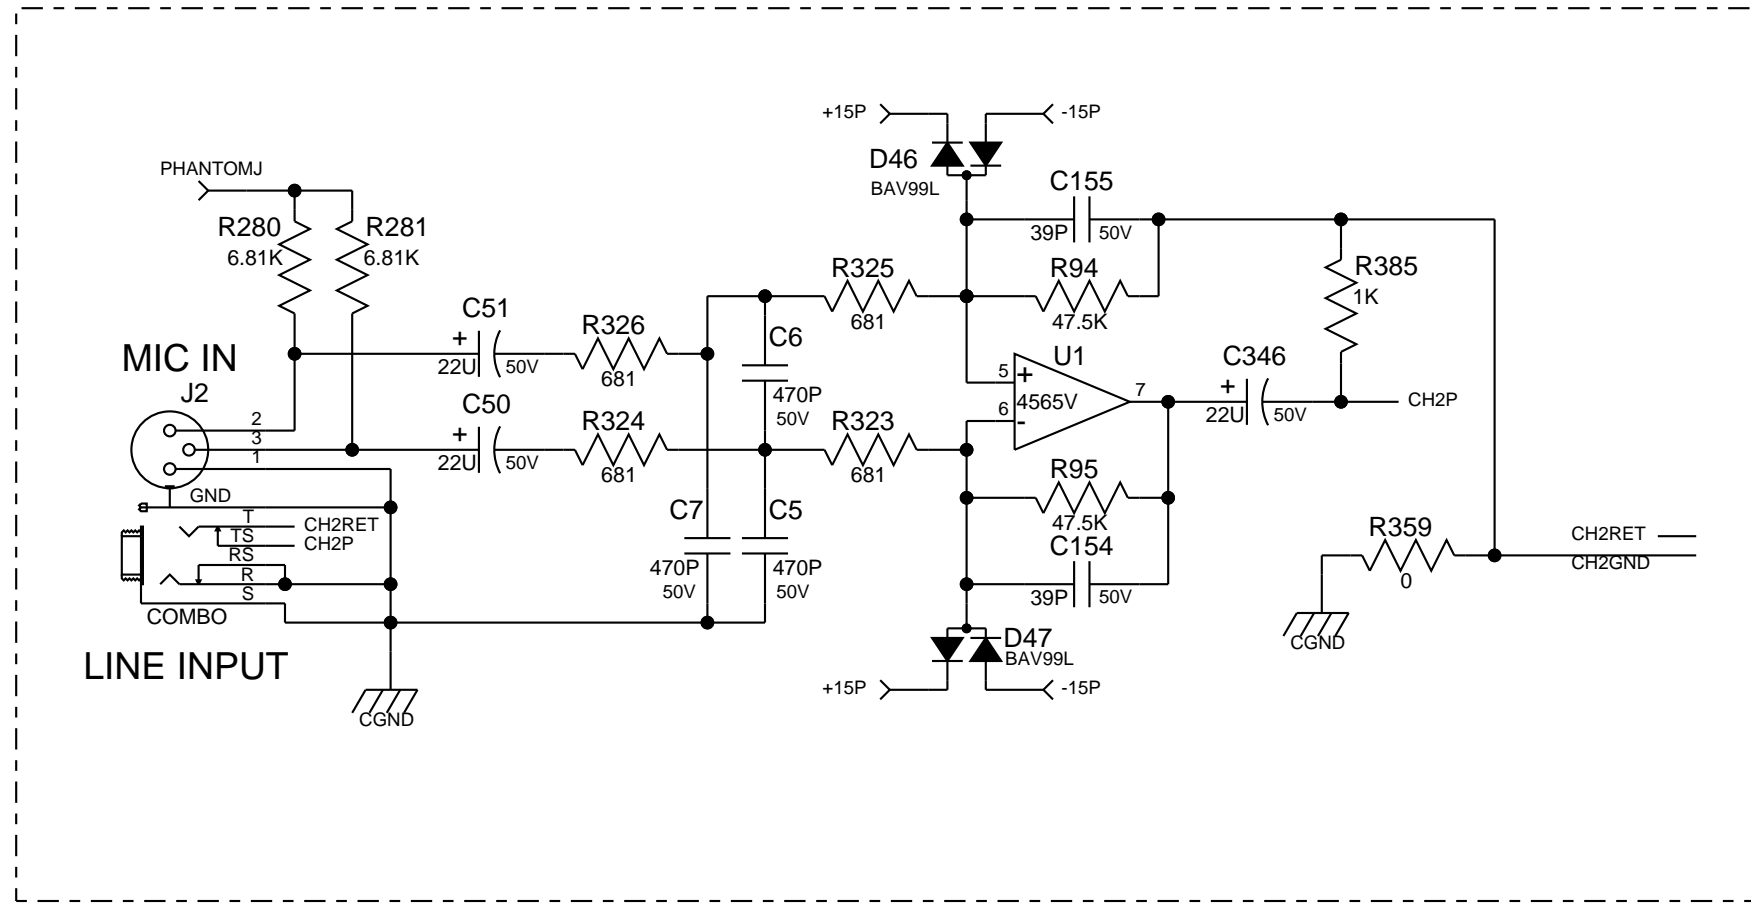 +15P
-15P
D46
BAV99L
PHANTOMJ
C155
39P
50V
R280
6.81K
R281
6.81K
R325
681
R94
47.5K
R385
1K
C51
+
22U
50V
R326
681
C6
470P
50V
MIC IN
J2
U1
5
+
4565V
6
-
7
C346
+
22U
50V
CH2P
C50
+
22U
50V
R324
681
R323
681
2
3
1
R95
47.5K
GND
T
CH2RET
TS
CH2P
RS
R
S
COMBO
C7
470P
50V
C5
470P
50V
C154
39P
50V
R359
0
CH2RET
CH2GND
CGND
LINE INPUT
D47
BAV99L
+15P
-15P
CGND